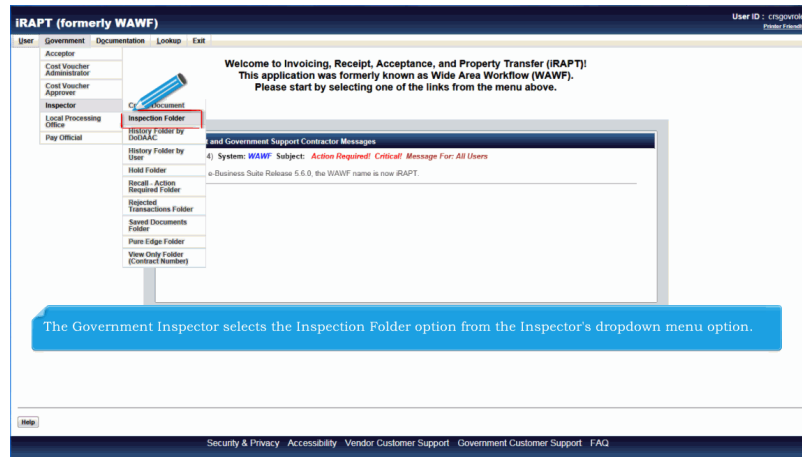 iRAPT (formerly WAWF)
User ID : crsgovrole
Printer Friendly
User Government Documentation Lookup Exit
Acceptor
Cost Voucher
Administrator
Cost Voucher
Approver
Inspector
Local Processing
Office
Pay Official
Document
Inspection Folder
History Folder by
DoDAAC
History Folder by
User
Hold Folder
Recall - Action
Required Folder
Rejected
Transactions Folder
Saved Documents
Folder
Pure Edge Folder
View Only Folder
(Contract Number)
Welcome to Invoicing, Receipt, Acceptance, and Property Transfer (iRAPT)!
This application was formerly known as Wide Area Workflow (WAWF).
Please start by selecting one of the links from the menu above.
t and Government Support Contractor Messages
4) System: WAWF Subject: Action Required! Critical! Message For: All Users
e-Business Suite Release 5.6.0, the WAWF name is now iRAPT.
The Government Inspector selects the Inspection Folder option from the Inspector's dropdown menu option.
Help
Security & Privacy Accessibility Vendor Customer Support Government Customer Support FAQ